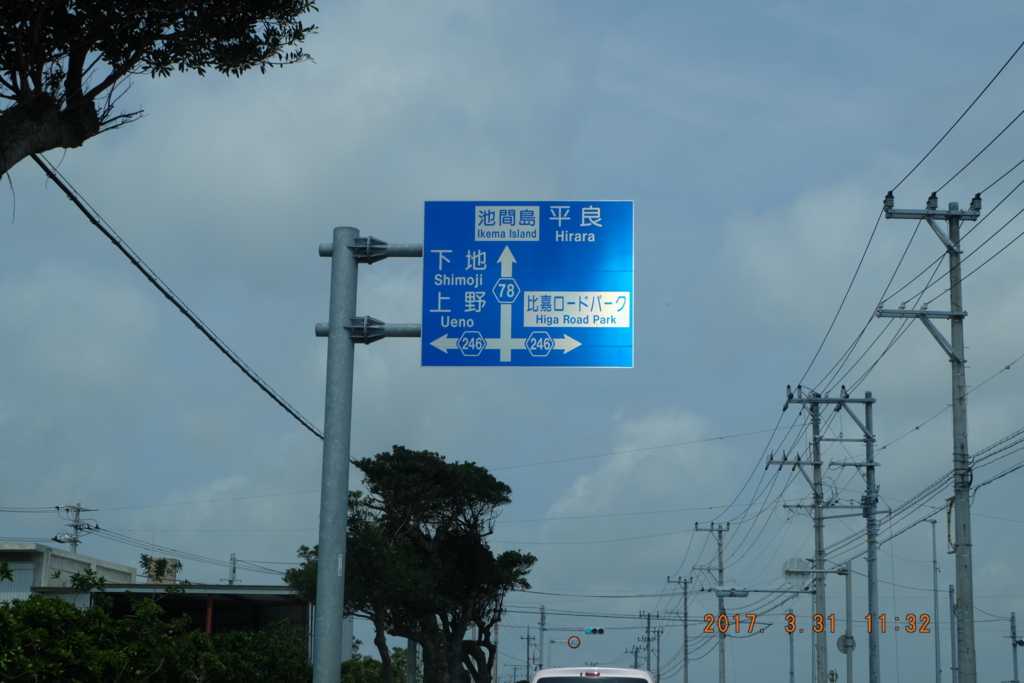 池間島 平良
Ikema Island Hirara
下地
Shimoji
78
上野
Ueno
比嘉ロードパーク
Higa Road Park
246 246
2017. 3.31 11:32